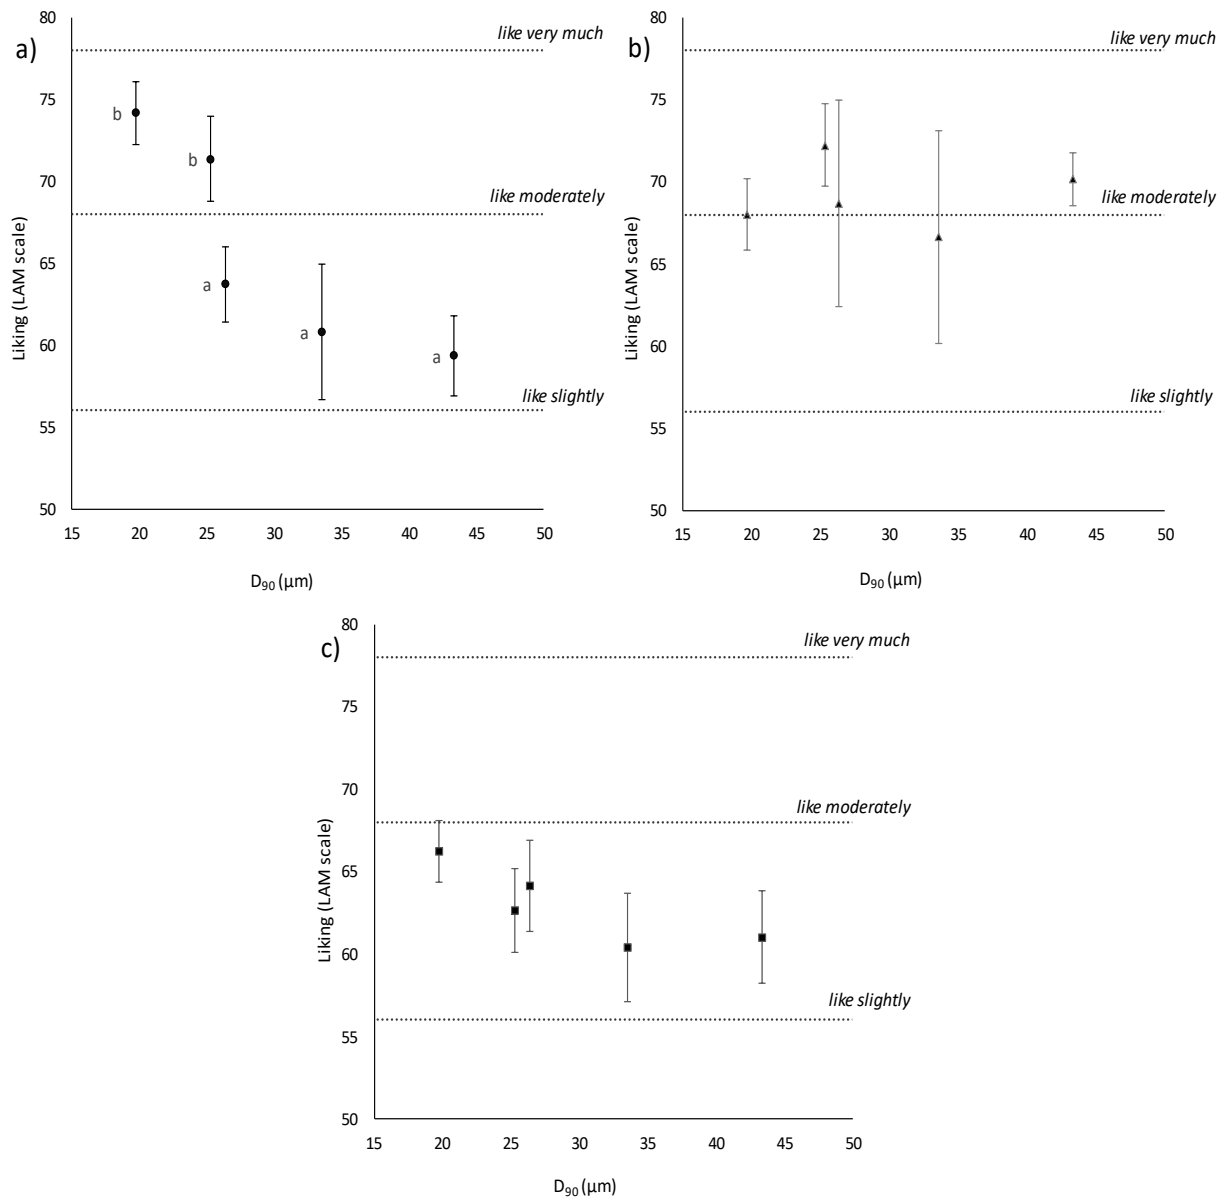 a)
80
75
70
65
60
55
50
Liking (LAM scale)
like very much
like moderately
like slightly
b
b
a
a
a
15 20 25 30 35 40 45 50
D90 (µm)
b)
80
75
70
65
60
55
50
Liking (LAM scale)
like very much
like moderately
like slightly
15 20 25 30 35 40 45 50
D90 (µm)
c)
80
75
70
65
60
55
50
Liking (LAM scale)
like very much
like moderately
like slightly
15 20 25 30 35 40 45 50
D90 (µm)